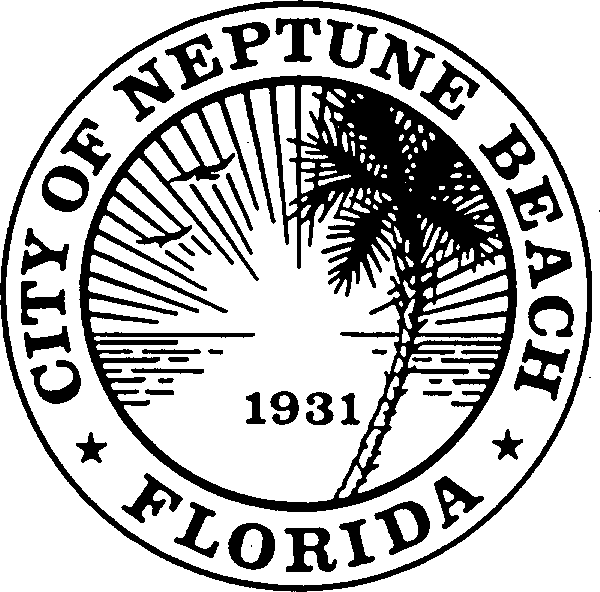 CITY OF NEPTUNE BEACH
1931
★ FLORIDA ★